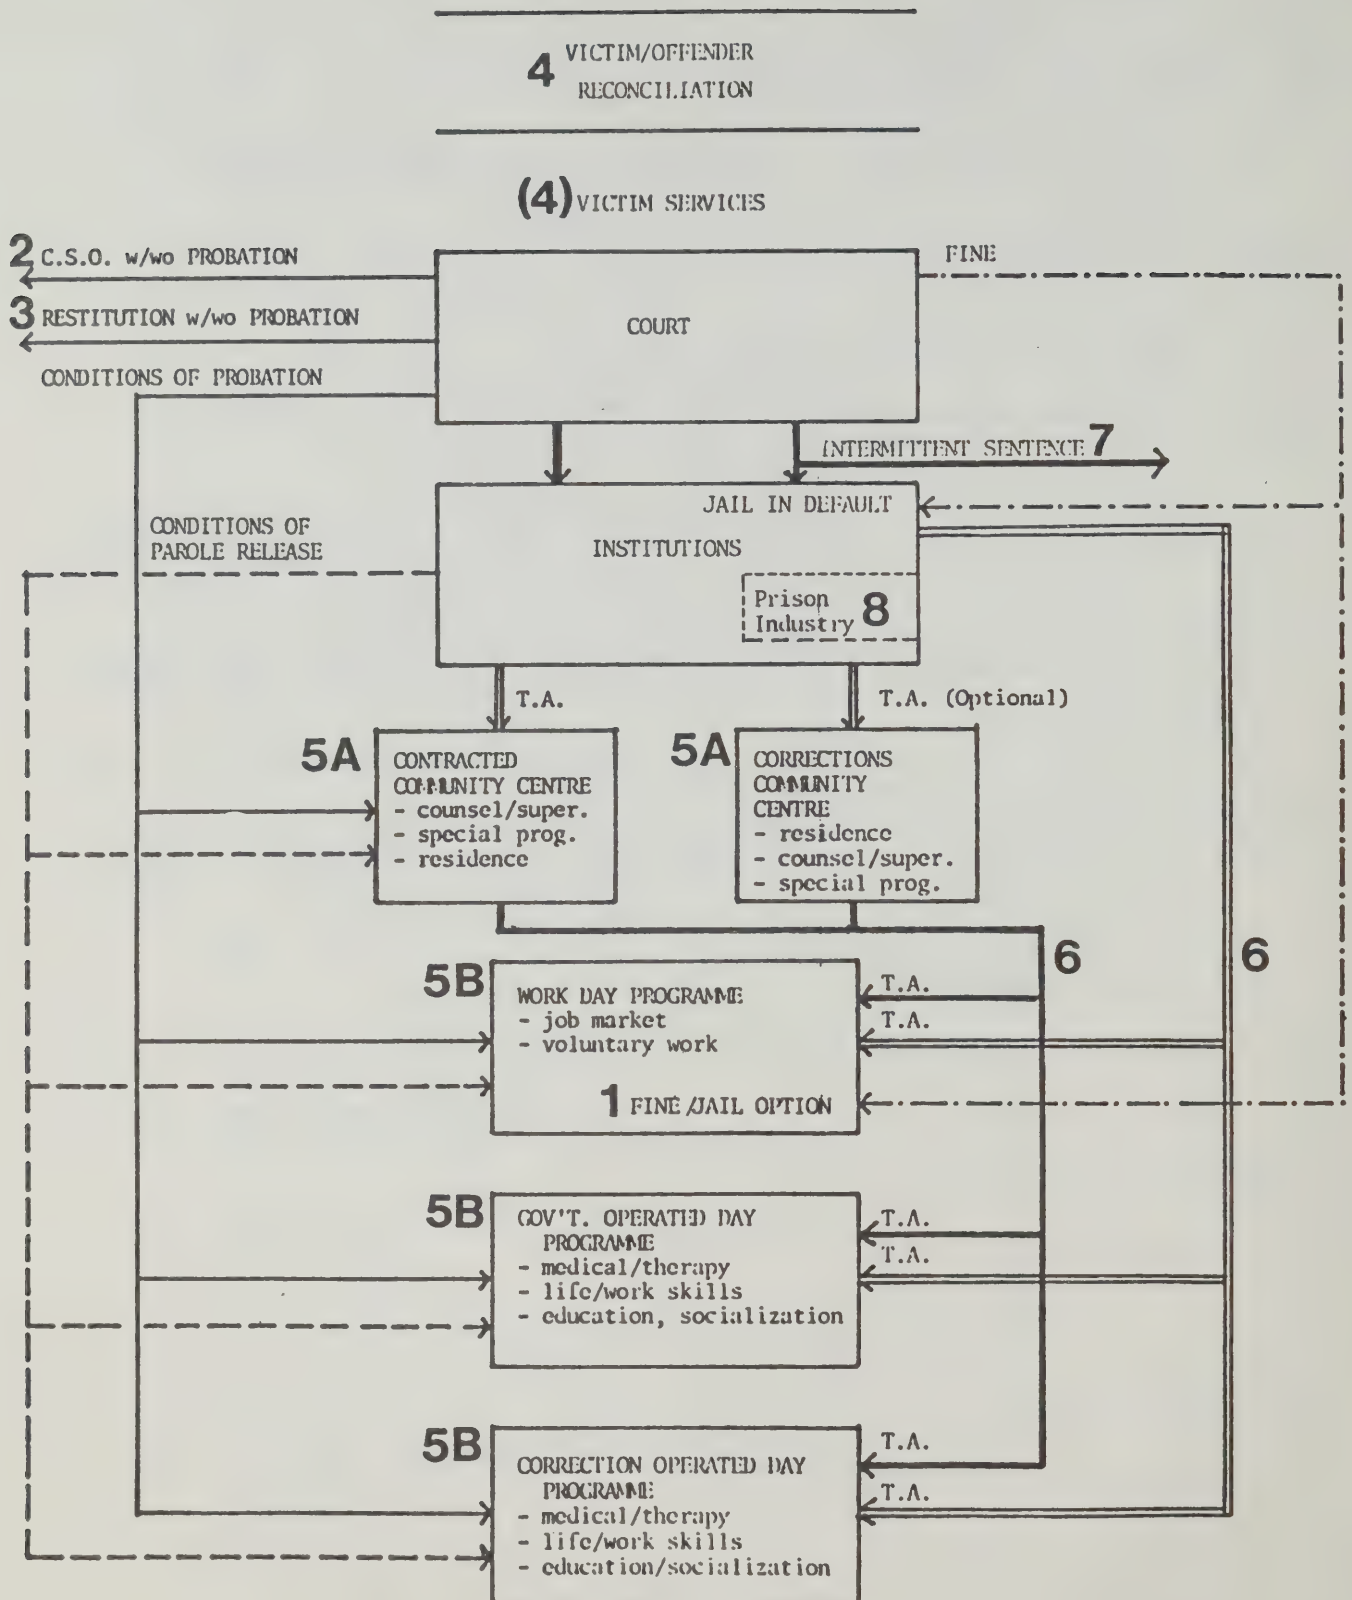 4 VICTIM/OFFENDER
RECONCILIATION
(4) VICTIM SERVICES
2 C.S.O. w/wo PROBATION
FINE
3 RESTITUTION w/wo PROBATION
COURT
CONDITIONS OF PROBATION
INTERMITTENT SENTENCE 7
JAIL IN DEFAULT
CONDITIONS OF
PAROLE RELEASE
INSTITUTIONS
Prison
Industry 8
T.A.
T.A. (Optional)
5A
CONTRACTED
COMMUNITY CENTRE
- counsel/super.
- special prog.
- residence
5A
CORRECTIONS
COMMUNITY
CENTRE
- residence
- counsel/super.
- special prog.
6
6
5B
WORK DAY PROGRAMME
- job market
- voluntary work
1 FINE/JAIL OPTION
T.A.
T.A.
5B
GOV'T. OPERATED DAY
PROGRAMME
- medical/therapy
- life/work skills
- education, socialization
T.A.
T.A.
5B
CORRECTION OPERATED DAY
PROGRAMME
- medical/therapy
- life/work skills
- education/socialization
T.A.
T.A.